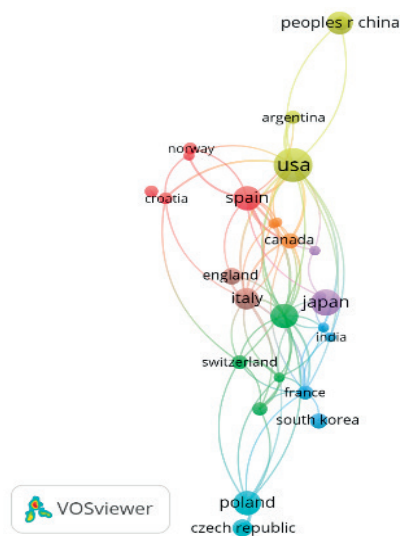 peoples r china
argentina
usa
norway
croatia
spain
canada
england
italy
japan
india
switzerland
france
south korea
poland
czech republic
VOSviewer